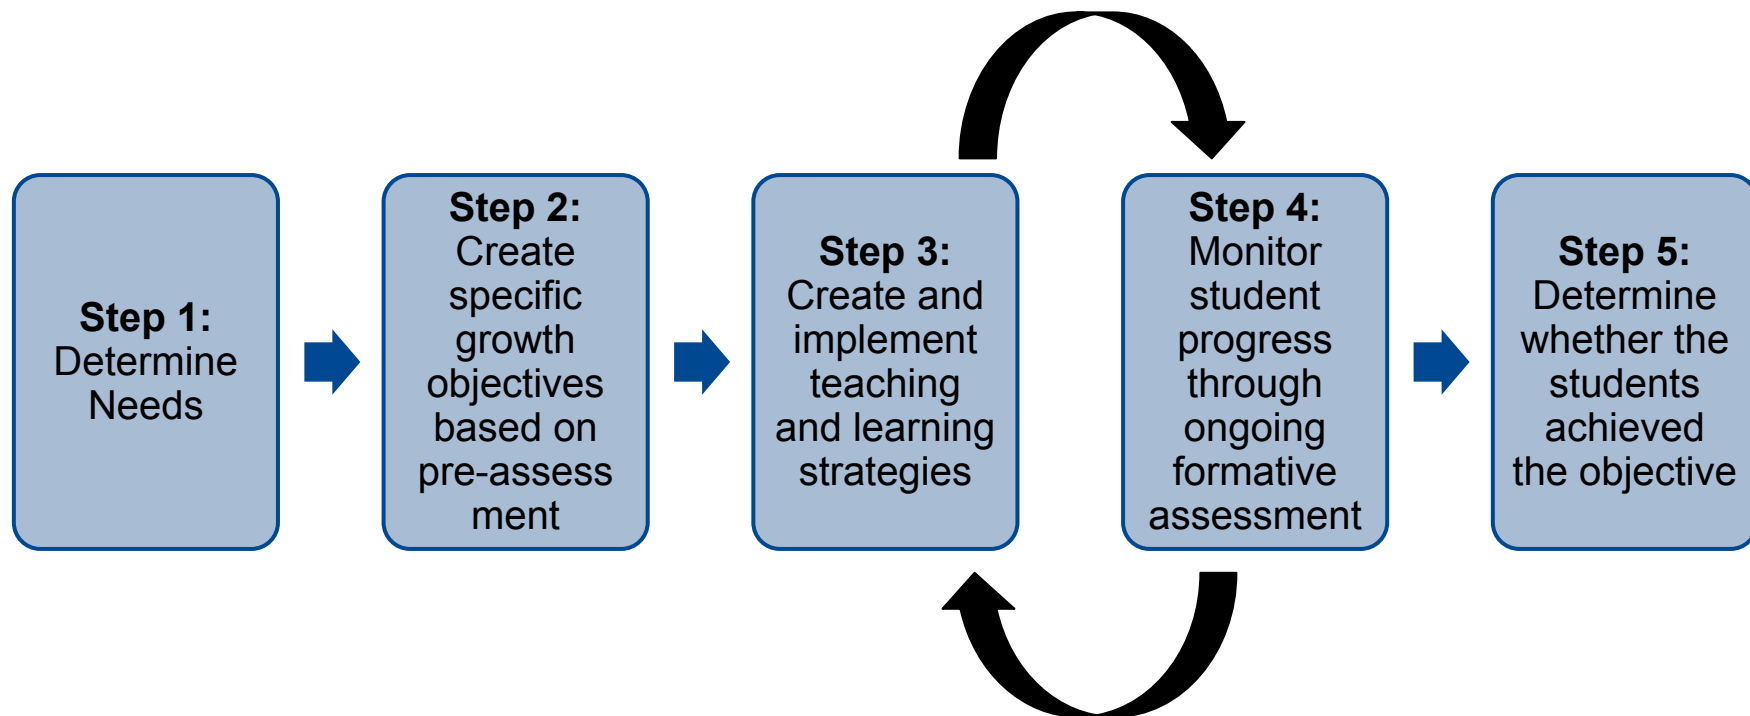 Step 1:
Determine
Needs
Step 2:
Create
specific
growth
objectives
based on
pre-assess
ment
Step 3:
Create and
implement
teaching
and learning
strategies
Step 4:
Monitor
student
progress
through
ongoing
formative
assessment
Step 5:
Determine
whether the
students
achieved
the objective